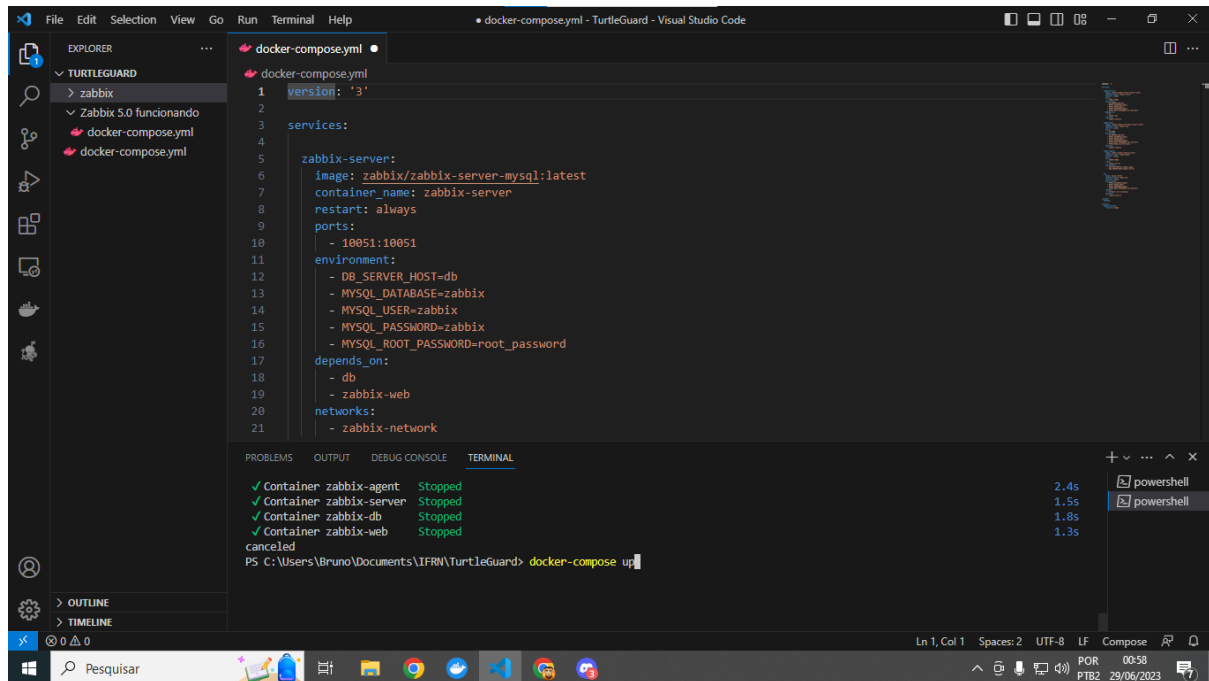 File Edit Selection View Go Run Terminal Help
● docker-compose.yml - TurtleGuard - Visual Studio Code
EXPLORER
TURTLEGUARD
zabbix
Zabbix 5.0 funcionando
docker-compose.yml
docker-compose.yml
1
docker-compose.yml ●
docker-compose.yml
1 version: '3'
2
3 services:
4
5 zabbix-server:
6 image: zabbix/zabbix-server-mysql:latest
7 container_name: zabbix-server
8 restart: always
9 ports:
10 - 10051:10051
11 environment:
12 - DB_SERVER_HOST=db
13 - MYSQL_DATABASE=zabbix
14 - MYSQL_USER=zabbix
15 - MYSQL_PASSWORD=zabbix
16 - MYSQL_ROOT_PASSWORD=root_password
17 depends_on:
18 - db
19 - zabbix-web
20 networks:
21 - zabbix-network
PROBLEMS OUTPUT DEBUG CONSOLE TERMINAL
✓ Container zabbix-agent Stopped 2.4s
✓ Container zabbix-server Stopped 1.5s
✓ Container zabbix-db Stopped 1.8s
✓ Container zabbix-web Stopped 1.3s
canceled
PS C:\Users\Bruno\Documents\IFRN\TurtleGuard> docker-compose up
powershell
powershell
OUTLINE
TIMELINE
0 0
Ln 1, Col 1 Spaces: 2 UTF-8 LF Compose
Pesquisar
POR
PTB2
00:58
29/06/2023
7